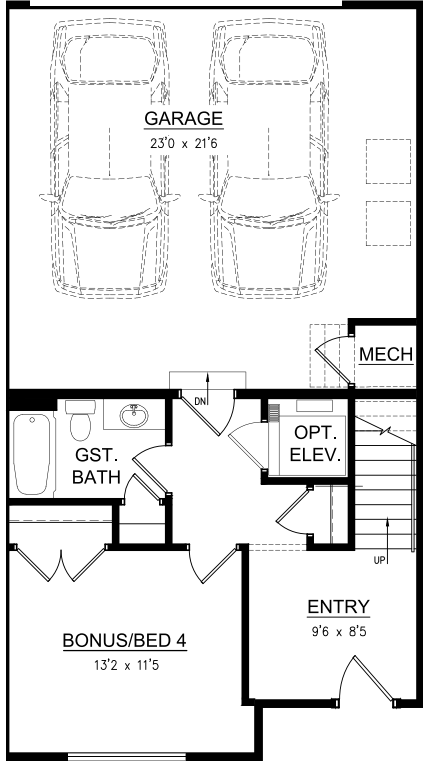 GARAGE
23'0 x 21'6
MECH
DN
GST.
BATH
OPT.
ELEV.
UP
ENTRY
9'6 x 8'5
BONUS/BED 4
13'2 x 11'5